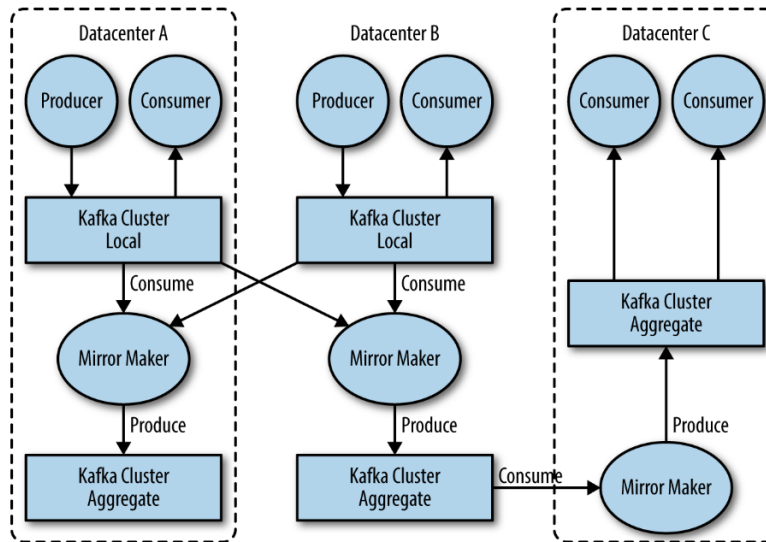 Datacenter A
Datacenter B
Datacenter C
Producer
Consumer
Producer
Consumer
Consumer
Consumer
Kafka Cluster
Local
Kafka Cluster
Local
Consume
Consume
Kafka Cluster
Aggregate
Mirror Maker
Mirror Maker
Produce
Produce
Produce
Kafka Cluster
Aggregate
Kafka Cluster
Aggregate
Consume
Mirror Maker